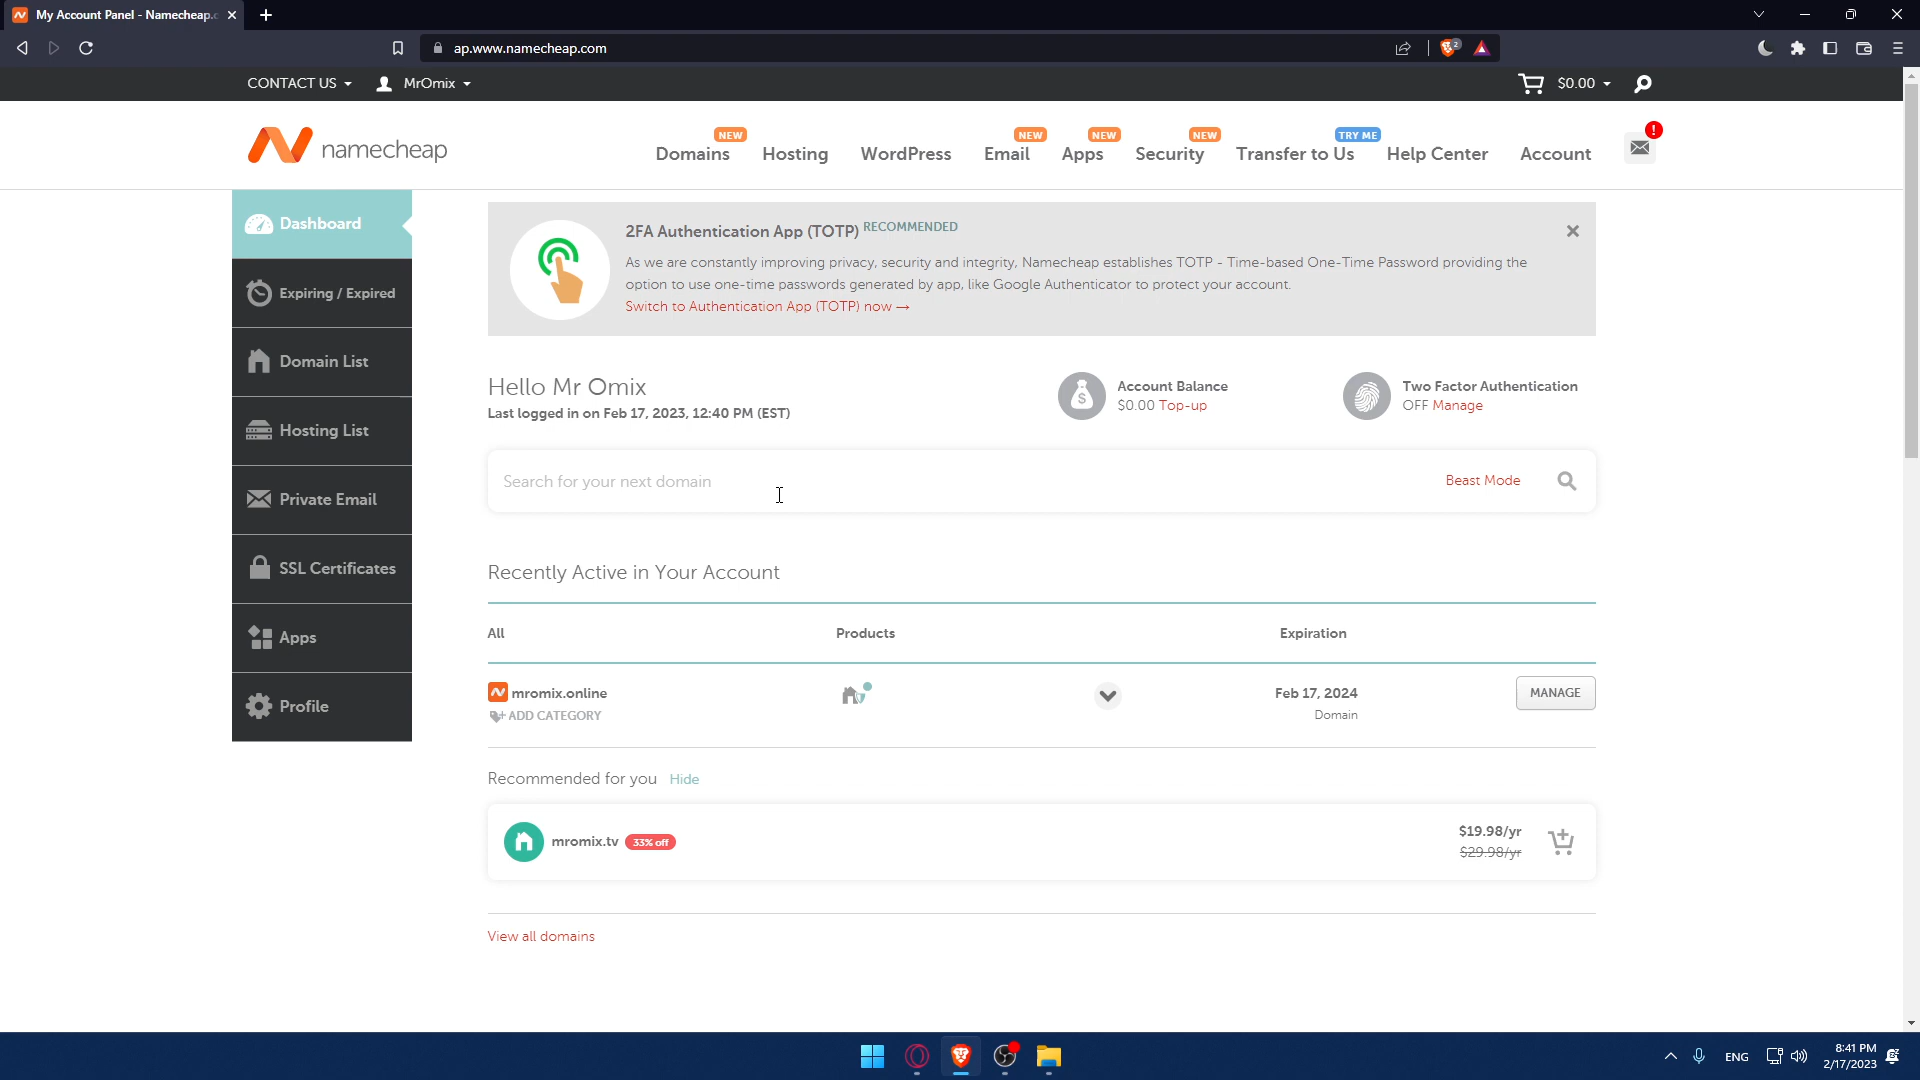 My Account Panel - Namecheap.c
ap.www.namecheap.com
2
CONTACT US
MrOmix
$0.00
namecheap
NEW
NEW
NEW
NEW
TRY ME
!
Domains
Hosting
WordPress
Email
Apps
Security
Transfer to Us
Help Center
Account
Dashboard
Expiring / Expired
Domain List
Hosting List
Private Email
SSL Certificates
Apps
Profile
2FA Authentication App (TOTP) RECOMMENDED
As we are constantly improving privacy, security and integrity, Namecheap establishes TOTP - Time-based One-Time Password providing the
option to use one-time passwords generated by app, like Google Authenticator to protect your account.
Switch to Authentication App (TOTP) now →
Hello Mr Omix
Last logged in on Feb 17, 2023, 12:40 PM (EST)
$
Account Balance
$0.00 Top-up
Two Factor Authentication
OFF Manage
Search for your next domain
Beast Mode
Recently Active in Your Account
All
Products
Expiration
mromix.online
ADD CATEGORY
Feb 17, 2024
Domain
MANAGE
Recommended for you Hide
mromix.tv 33% off
$19.98/yr
$29.98/yr
View all domains
ENG
8:41 PM
2/17/2023